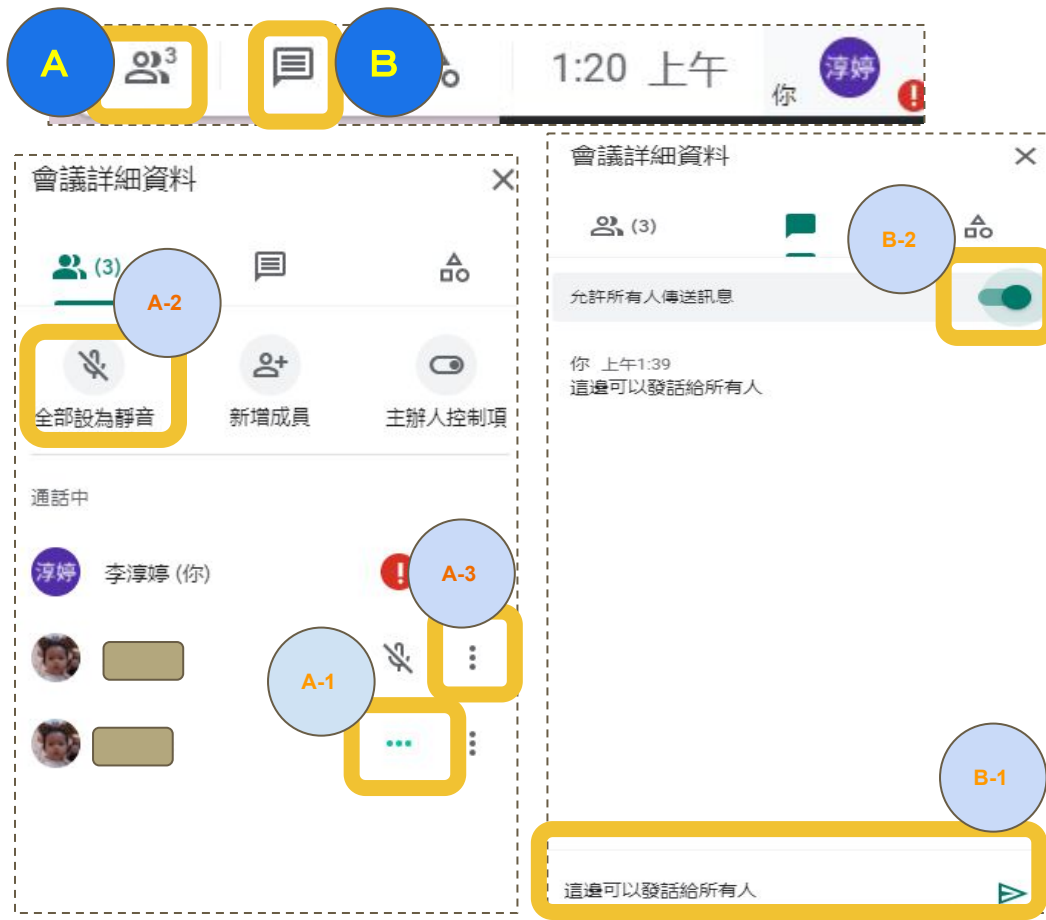 A
3
B
1:20 上午
你
淳婷
會議詳細資料
(3)
A-2
全部設為靜音
新增成員
主辦人控制項
通話中
淳婷
李淳婷 (你)
A-3
A-1
會議詳細資料
(3)
B-2
允許所有人傳送訊息
你 上午1:39
這邊可以發話給所有人
B-1
這邊可以發話給所有人